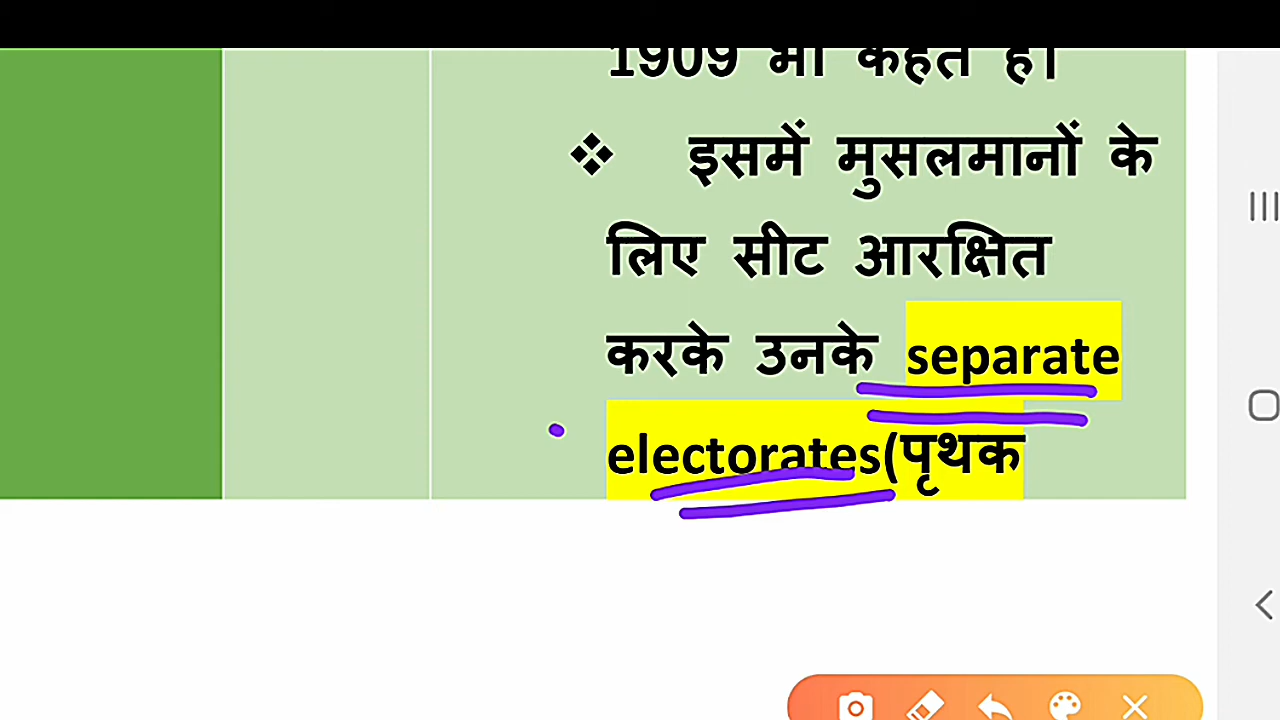 1909 भी कहते है।
❖ इसमें मुसलमानों के
लिए सीट आरक्षित
करके उनके separate
electorates(पृथक